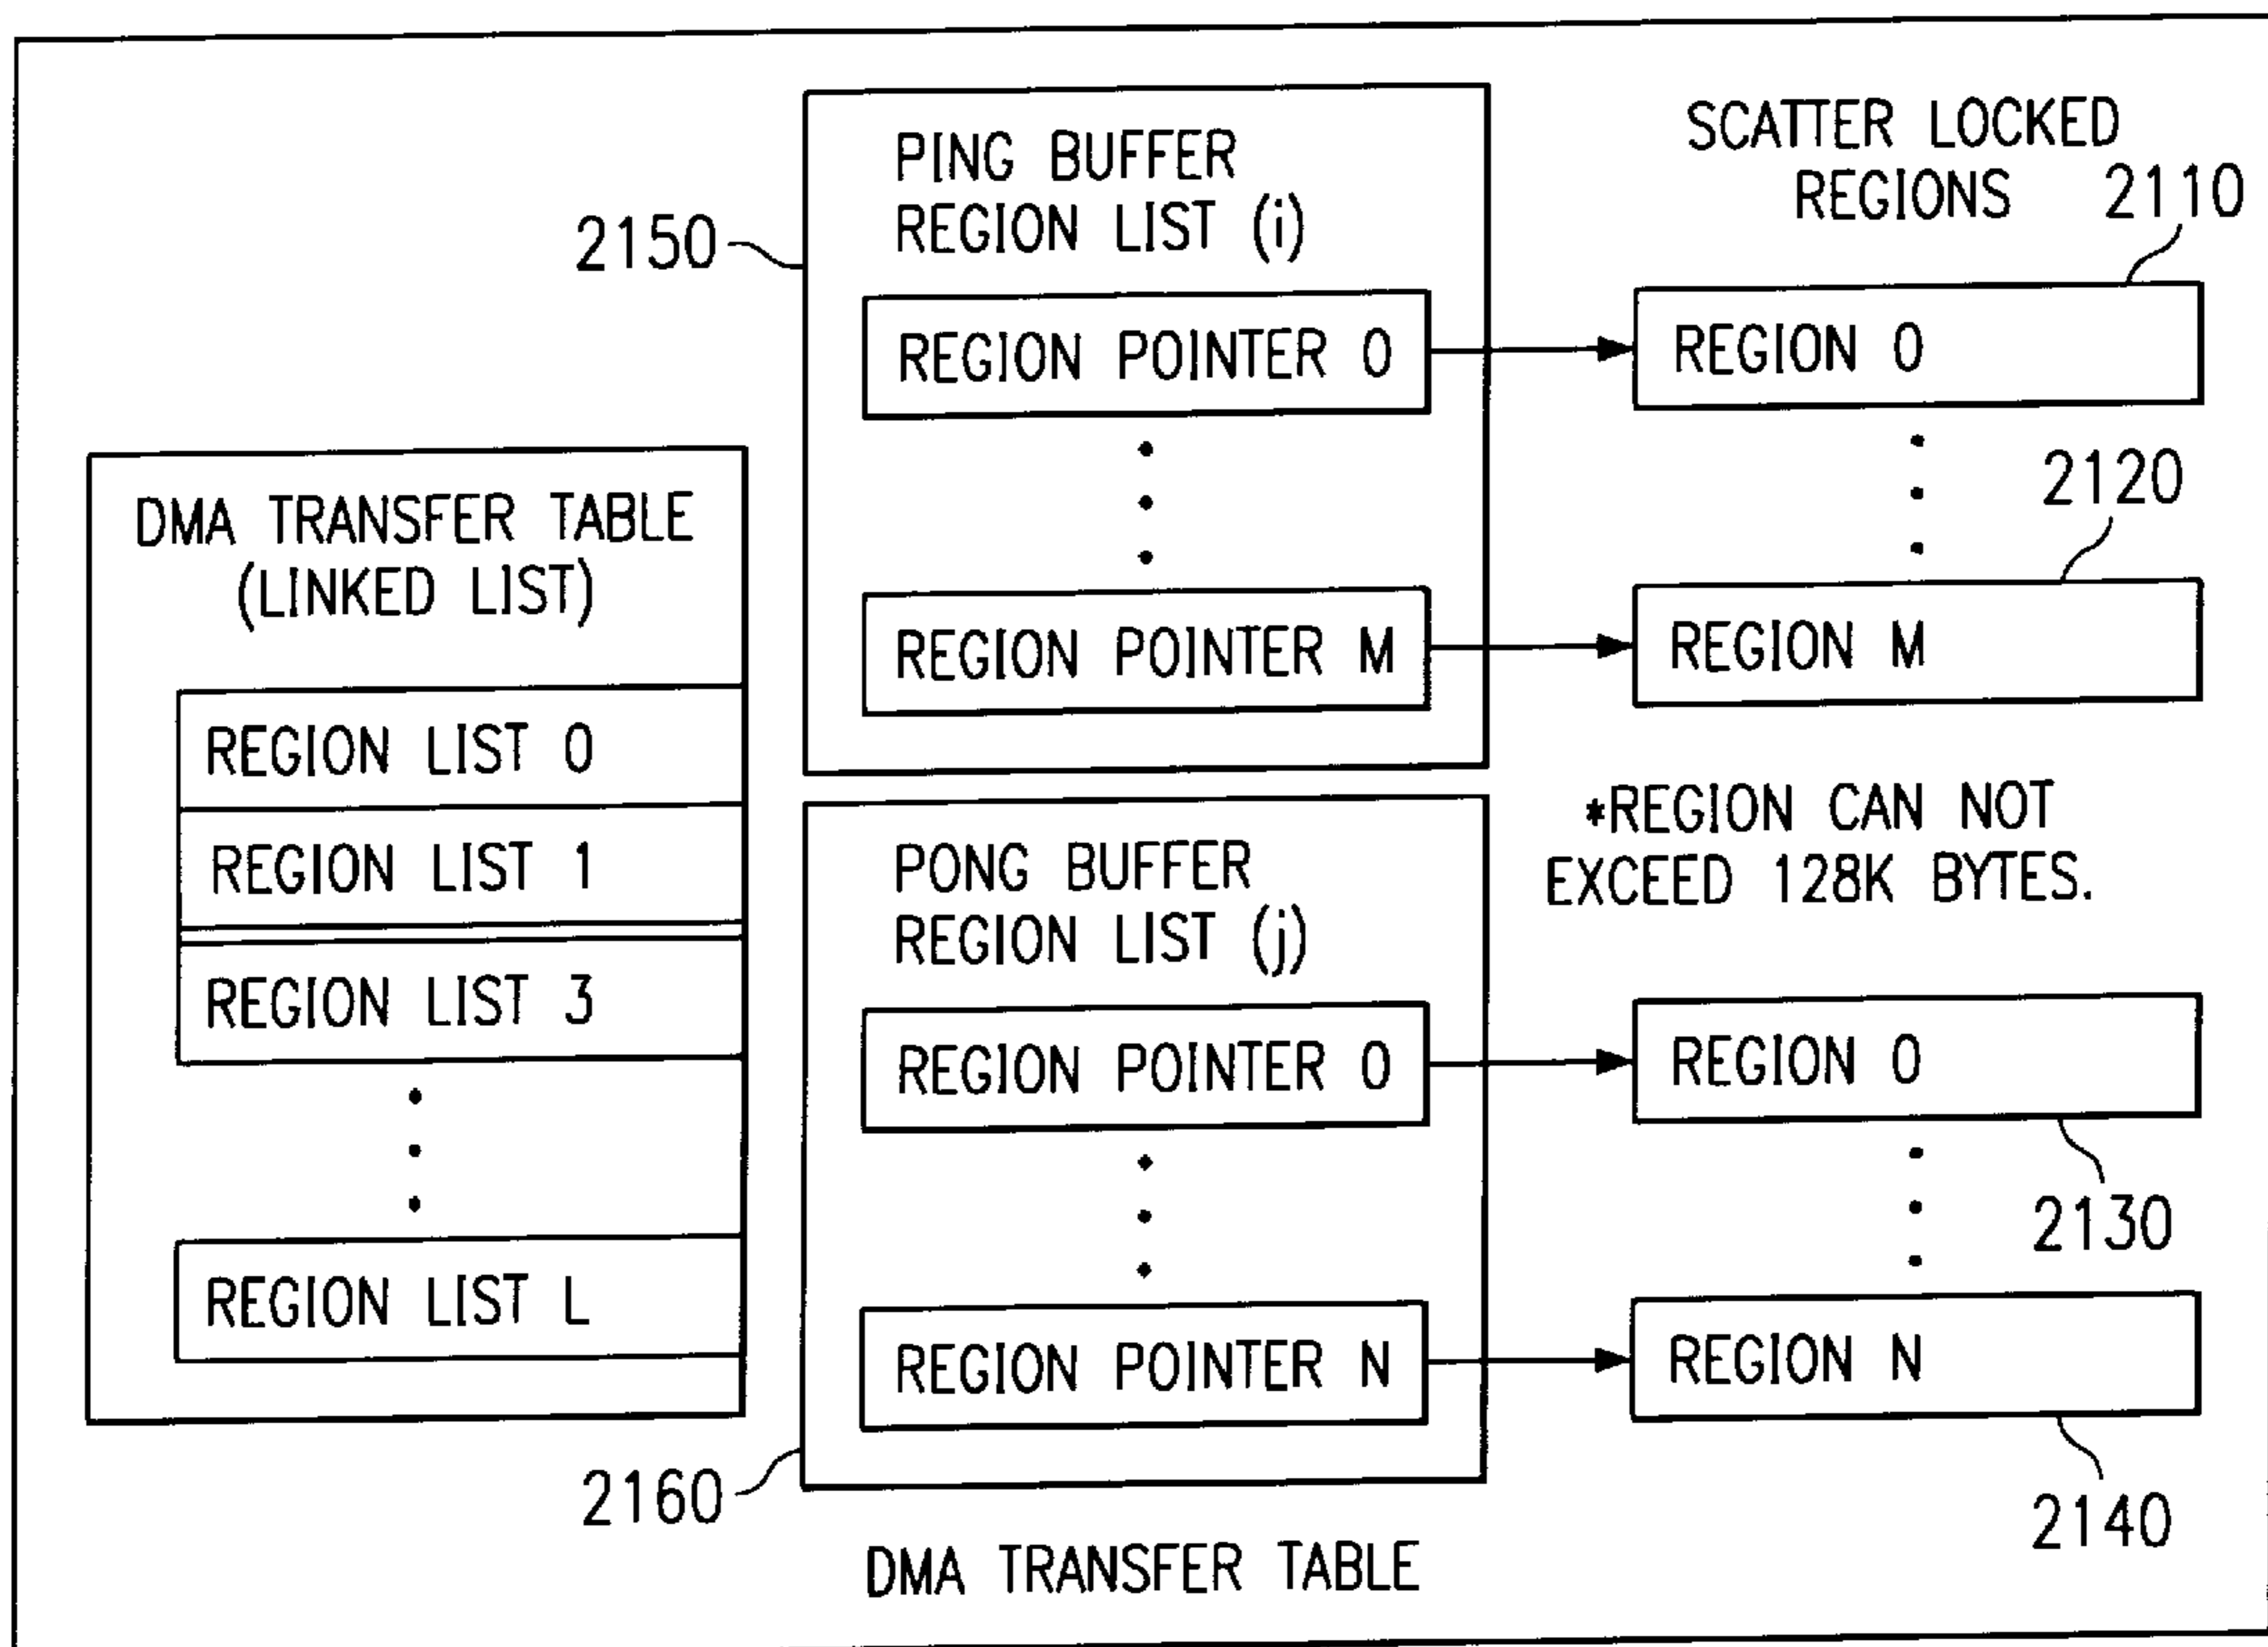 DMA TRANSFER TABLE
(LINKED LIST)
REGION LIST 0
REGION LIST 1
REGION LIST 3
REGION LIST L
2150
PING BUFFER
REGION LIST (i)
REGION POINTER 0
REGION POINTER M
SCATTER LOCKED
REGIONS
2110
REGION 0
2120
REGION M
*REGION CAN NOT
EXCEED 128K BYTES.
PONG BUFFER
REGION LIST (j)
REGION POINTER 0
REGION POINTER N
2160
REGION 0
2130
REGION N
2140
DMA TRANSFER TABLE